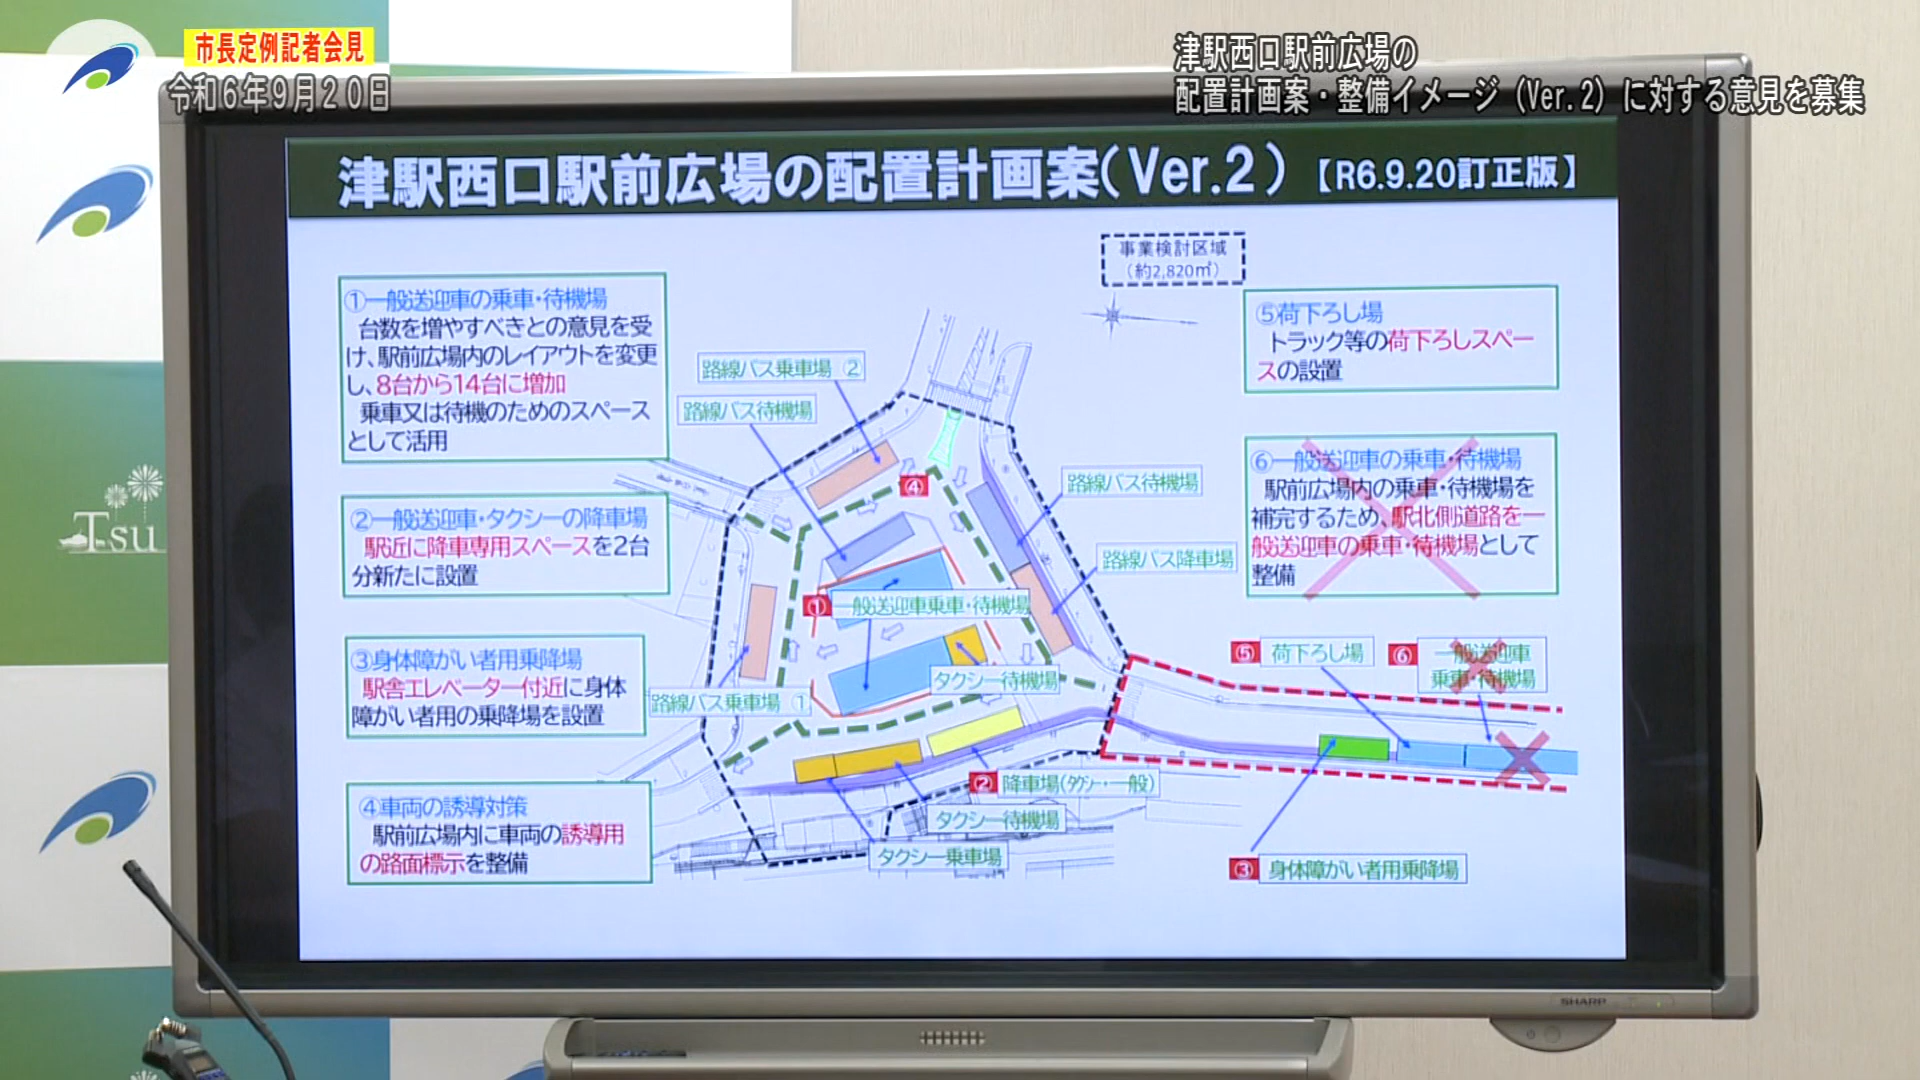 市長定例記者会見
令和6年9月20日
津駅西口駅前広場の
配置計画案・整備イメージ（Ver.2）に対する意見を募集
津駅西口駅前広場の配置計画案（Ver.2）【R6.9.20訂正版】
事業検討区域
（約2,820㎡）
①一般送迎車の乗車・待機場
台数を増やすべきとの意見を受
け、駅前広場内のレイアウトを変更
し、8台から14台に増加
乗車又は待機のためのスペース
として活用
②一般送迎車・タクシーの降車場
駅近に降車専用スペースを2台
分新たに設置
③身体障がい者用乗降場
駅舎エレベーター付近に身体
障がい者用の乗降場を設置
④車両の誘導対策
駅前広場内に車両の誘導用
の路面標示を整備
⑤荷下ろし場
トラック等の荷下ろしスペー
スの設置
⑥一般送迎車の乗車・待機場
駅前広場内の乗車・待機場を
補完するため、駅北側道路を一
般送迎車の乗車・待機場として
整備
路線バス乗車場 ②
路線バス待機場
④
路線バス待機場
路線バス降車場
① 一般送迎車乗車・待機場
タクシー待機場
路線バス乗車場 ①
⑤ 荷下ろし場
⑥ 一般送迎車
乗車・待機場
② 降車場（タクシー・一般）
タクシー待機場
タクシー乗車場
③ 身体障がい者用乗降場
Tsu
SHARP